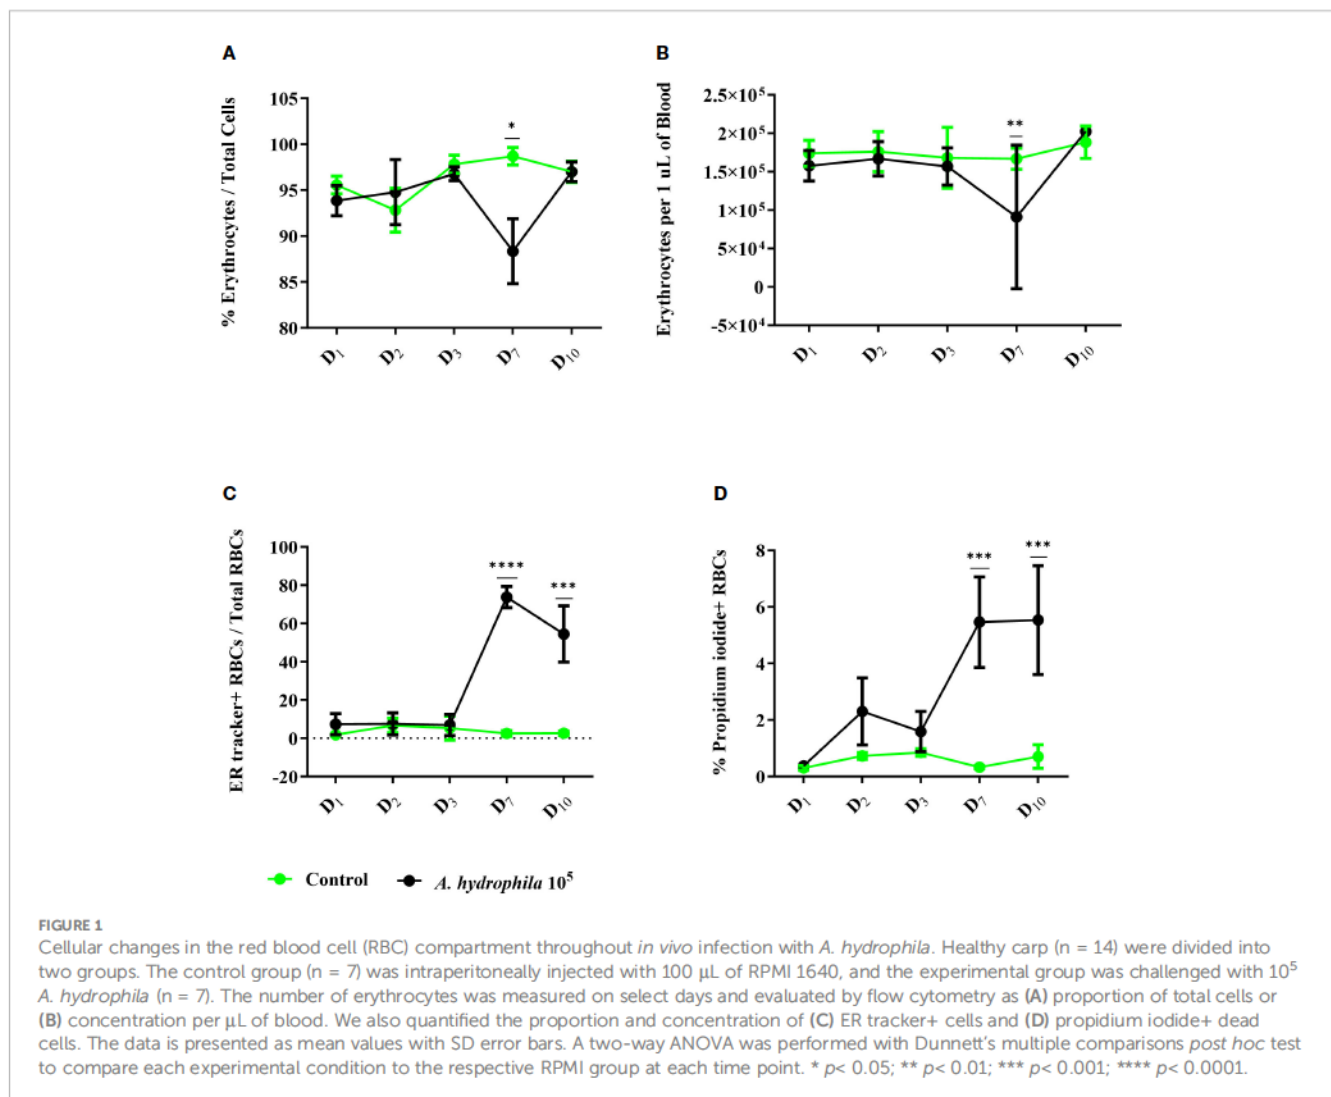 A
% Erythrocytes / Total Cells
105
100
95
90
85
80
*
D1
D2
D3
D7
D10
B
Erythrocytes per 1 uL of Blood
2.5×10⁵
2×10⁵
1.5×10⁵
1×10⁵
5×10⁴
0
-5×10⁴
**
D1
D2
D3
D7
D10
C
ER tracker+ RBCs / Total RBCs
100
80
60
40
20
0
-20
****
***
D1
D2
D3
D7
D10
D
% Propidium iodide+ RBCs
8
6
4
2
0
***
***
D1
D2
D3
D7
D10
Control
A. hydrophila 10⁵
FIGURE 1
Cellular changes in the red blood cell (RBC) compartment throughout in vivo infection with A. hydrophila. Healthy carp (n = 14) were divided into
two groups. The control group (n = 7) was intraperitoneally injected with 100 µL of RPMI 1640, and the experimental group was challenged with 10⁵
A. hydrophila (n = 7). The number of erythrocytes was measured on select days and evaluated by flow cytometry as (A) proportion of total cells or
(B) concentration per µL of blood. We also quantified the proportion and concentration of (C) ER tracker+ cells and (D) propidium iodide+ dead
cells. The data is presented as mean values with SD error bars. A two-way ANOVA was performed with Dunnett's multiple comparisons post hoc test
to compare each experimental condition to the respective RPMI group at each time point. * p< 0.05; ** p< 0.01; *** p< 0.001; **** p< 0.0001.